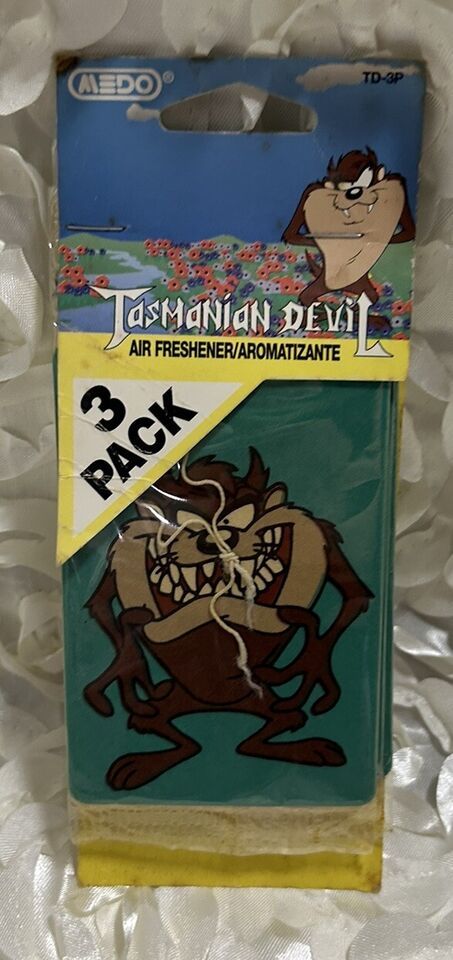 MEDO®
TD-3P
TASMANIAN DEVIL
AIR FRESHENER/AROMATIZANTE
3
PACK